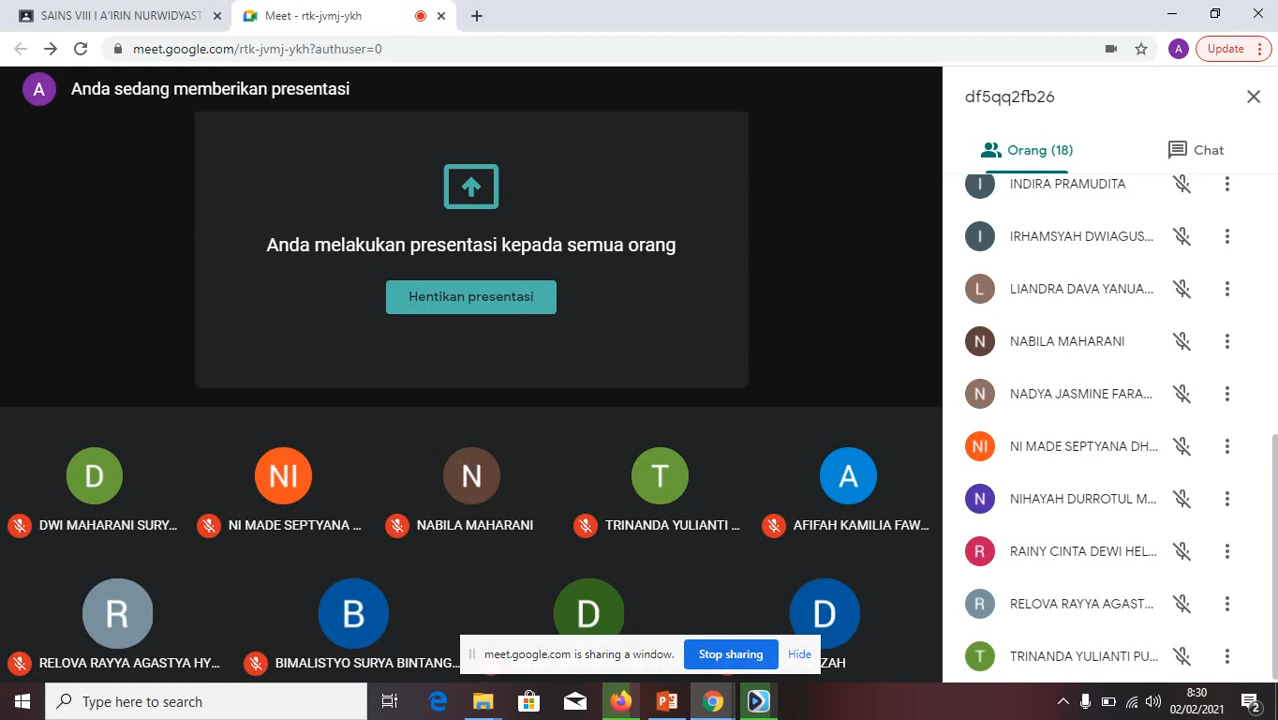 SAINS VIII I A'IRIN NURWIDYAST
Meet - rtk-jvmj-ykh
meet.google.com/rtk-jvmj-ykh?authuser=0
A
Update
A
Anda sedang memberikan presentasi
Anda melakukan presentasi kepada semua orang
Hentikan presentasi
D
NI
N
T
A
DWI MAHARANI SURY...
NI MADE SEPTYANA ...
NABILA MAHARANI
TRINANDA YULIANTI ...
AFIFAH KAMILIA FAW...
R
B
D
D
RELOVA RAYYA AGASTYA HY...
BIMALISTYO SURYA BINTANG...
ZAH
meet.google.com is sharing a window.
Stop sharing
Hide
df5qq2fb26
Orang (18)
Chat
I
INDIRA PRAMUDITA
I
IRHAMSYAH DWIAGUS...
L
LIANDRA DAVA YANUA...
N
NABILA MAHARANI
N
NADYA JASMINE FARA...
NI
NI MADE SEPTYANA DH...
N
NIHAYAH DURROTUL M...
R
RAINY CINTA DEWI HEL...
R
RELOVA RAYYA AGAST...
T
TRINANDA YULIANTI PU...
Type here to search
8:30
02/02/2021
2